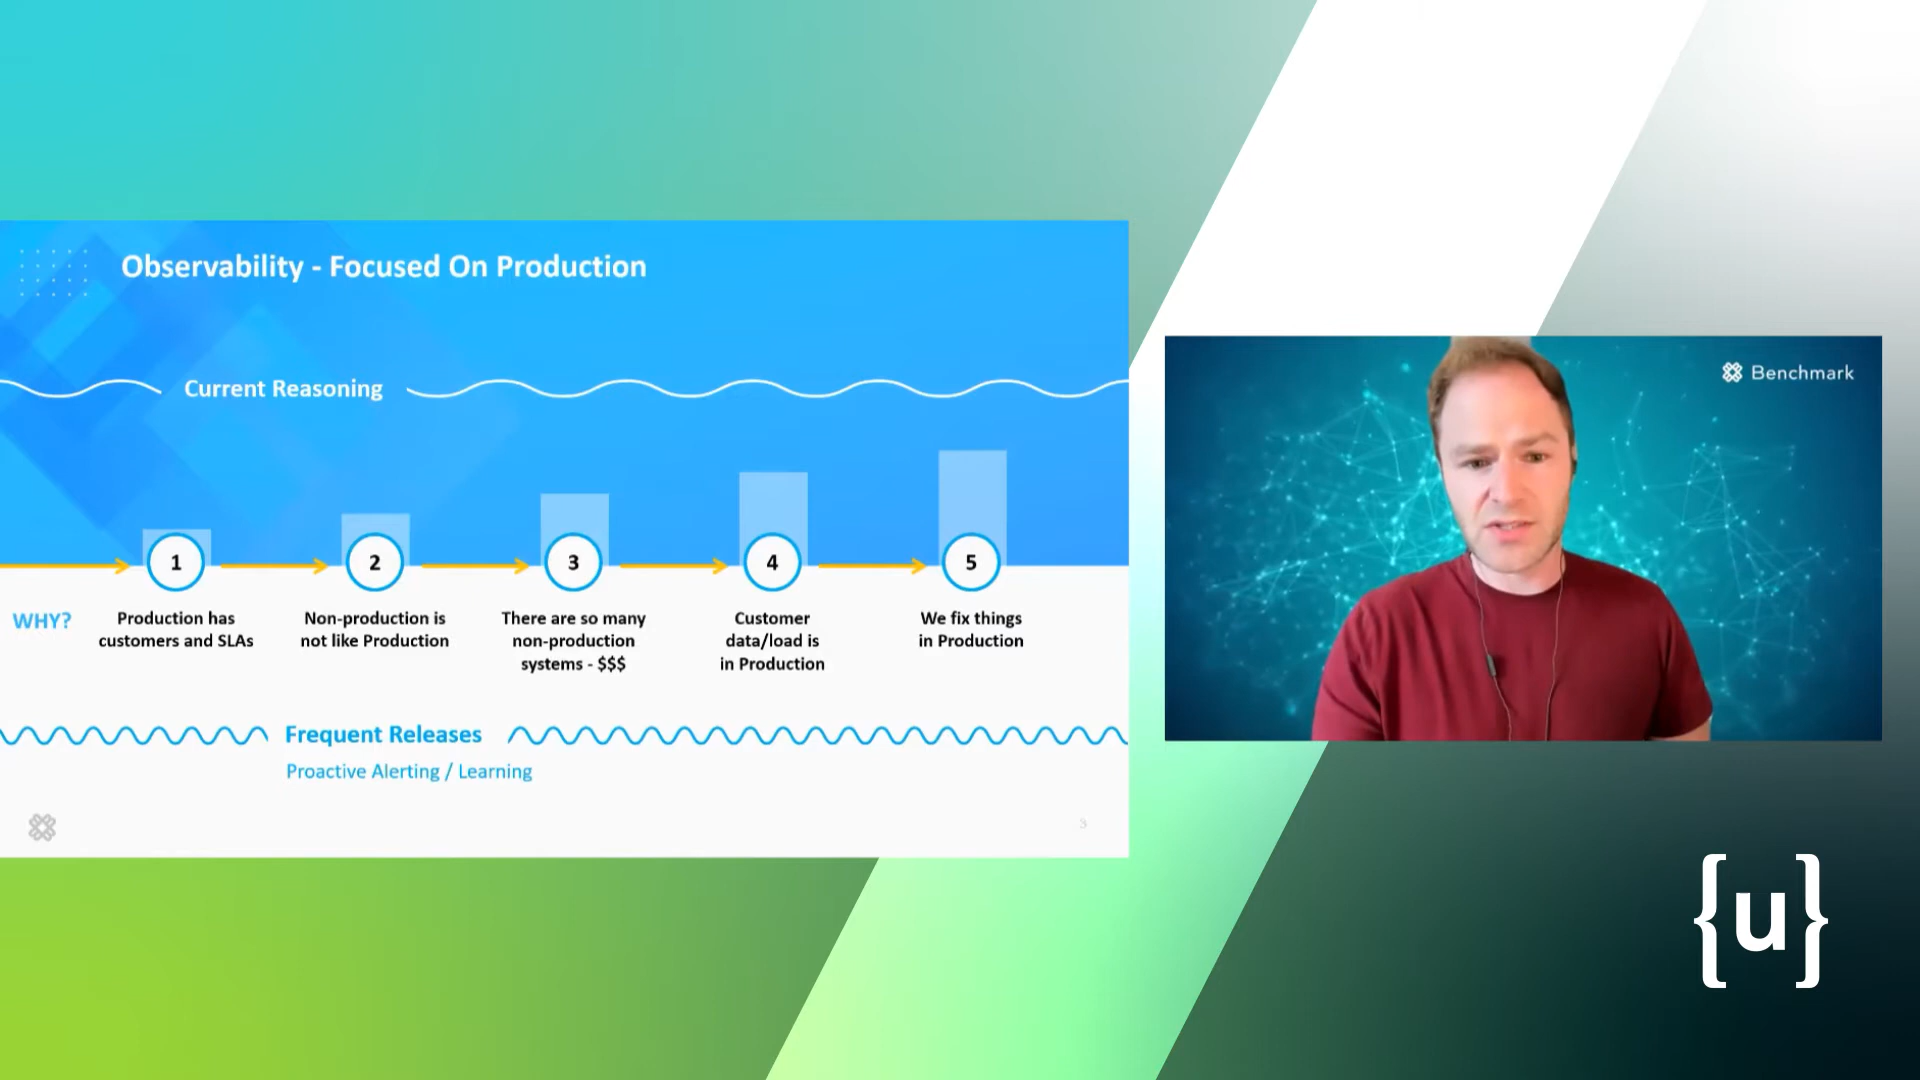 Observability - Focused On Production
Current Reasoning
1
2
3
4
5
WHY?
Production has
customers and SLAs
Non-production is
not like Production
There are so many
non-production
systems - $$$
Customer
data/load is
in Production
We fix things
in Production
Frequent Releases
Proactive Alerting / Learning
3
Benchmark
{u}